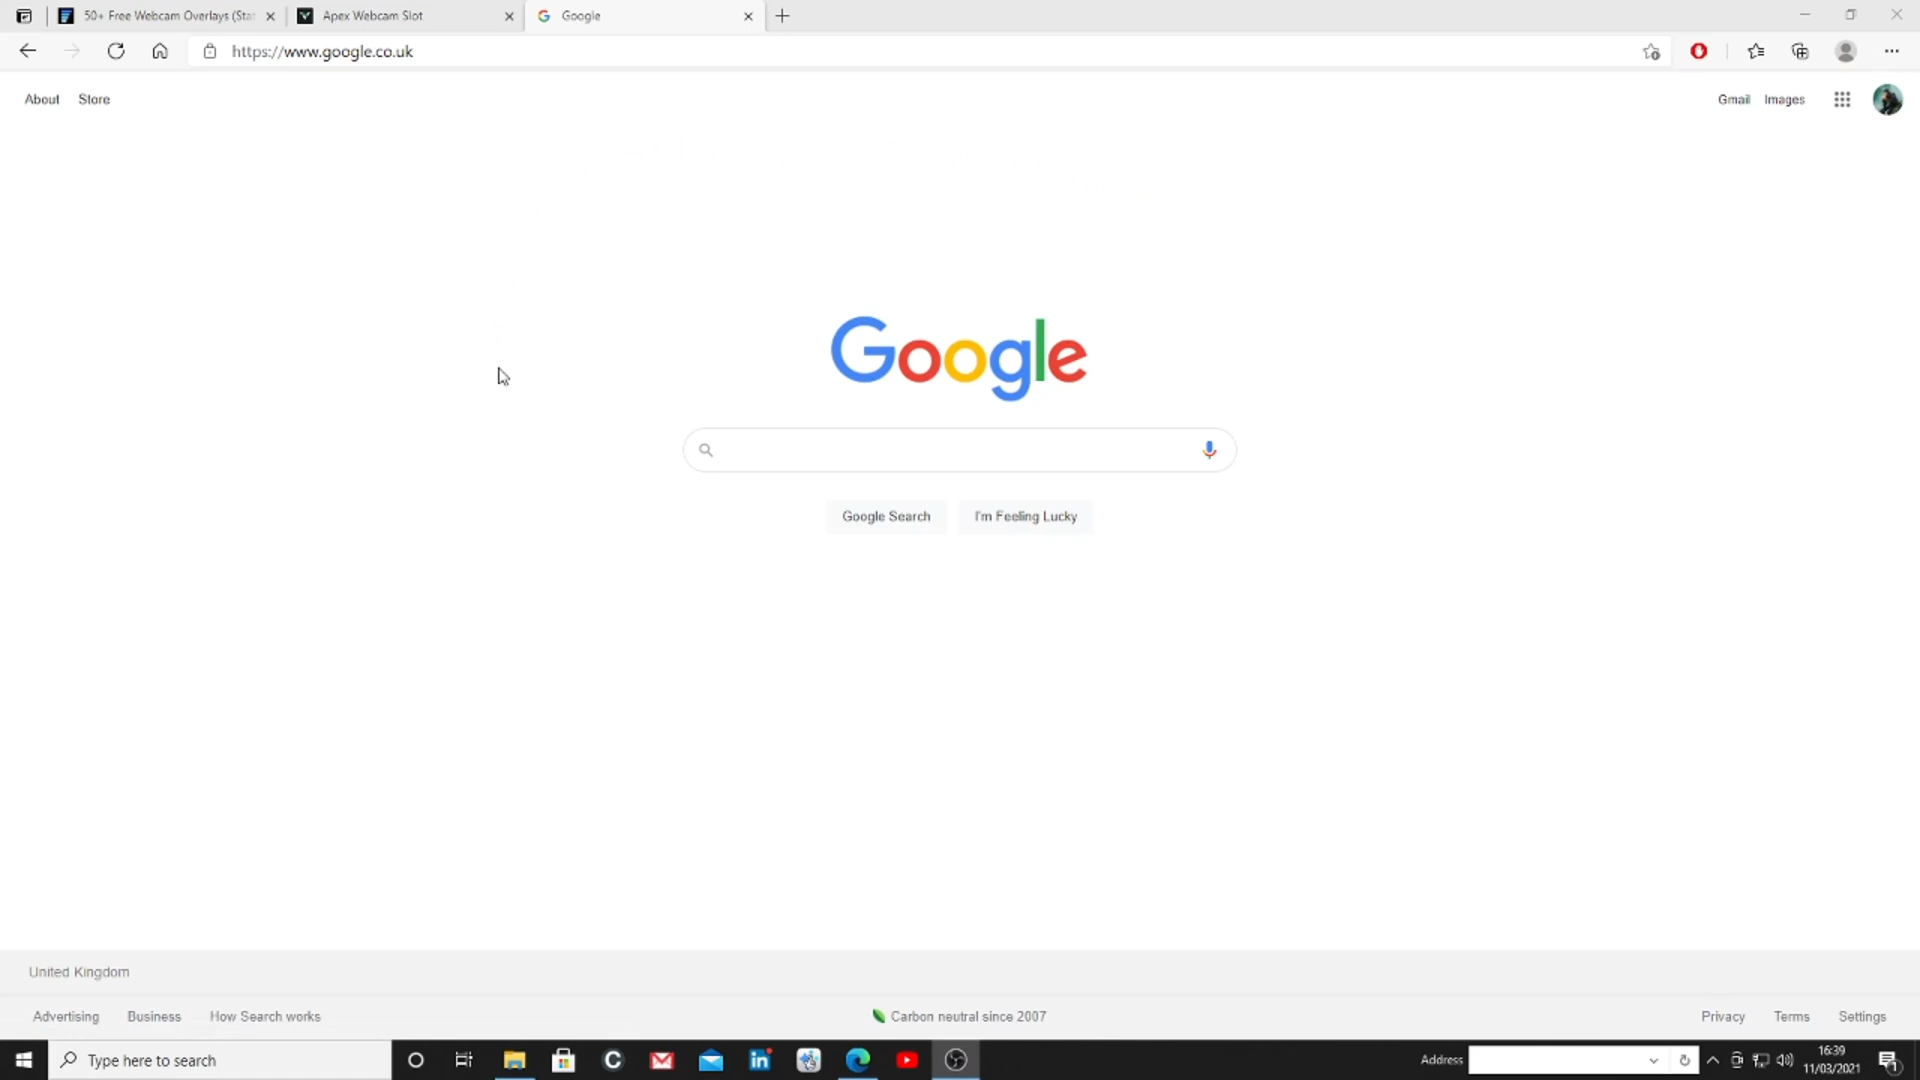 50+ Free Webcam Overlays (Sta
Apex Webcam Slot
Google
https://www.google.co.uk
About
Store
Gmail
Images
Google
Google Search
I'm Feeling Lucky
United Kingdom
Advertising
Business
How Search works
Carbon neutral since 2007
Privacy
Terms
Settings
Type here to search
Address
16:39
11/03/2021
1